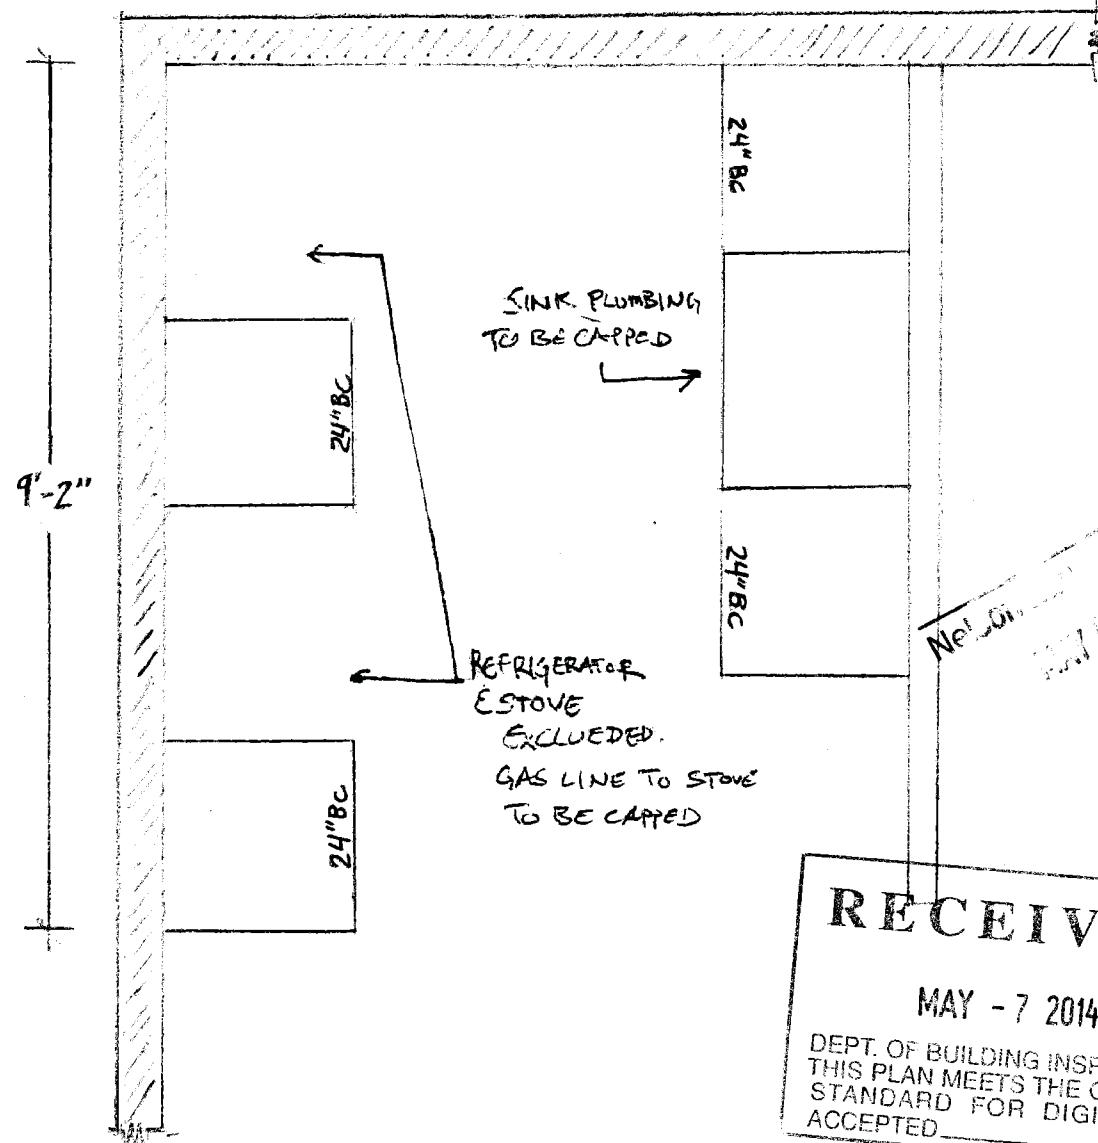 24"BC
SINK PLUMBING
TO BE CAPPED
24"BC
9'-2"
24"BC
REFRIGERATOR
& STOVE
EXCLUEDED.
GAS LINE TO STOVE
TO BE CAPPED
24"BC
RECEIV
MAY - 7 2014
DEPT. OF BUILDING INSP
THIS PLAN MEETS THE
STANDARD FOR DIGI
ACCEPTED